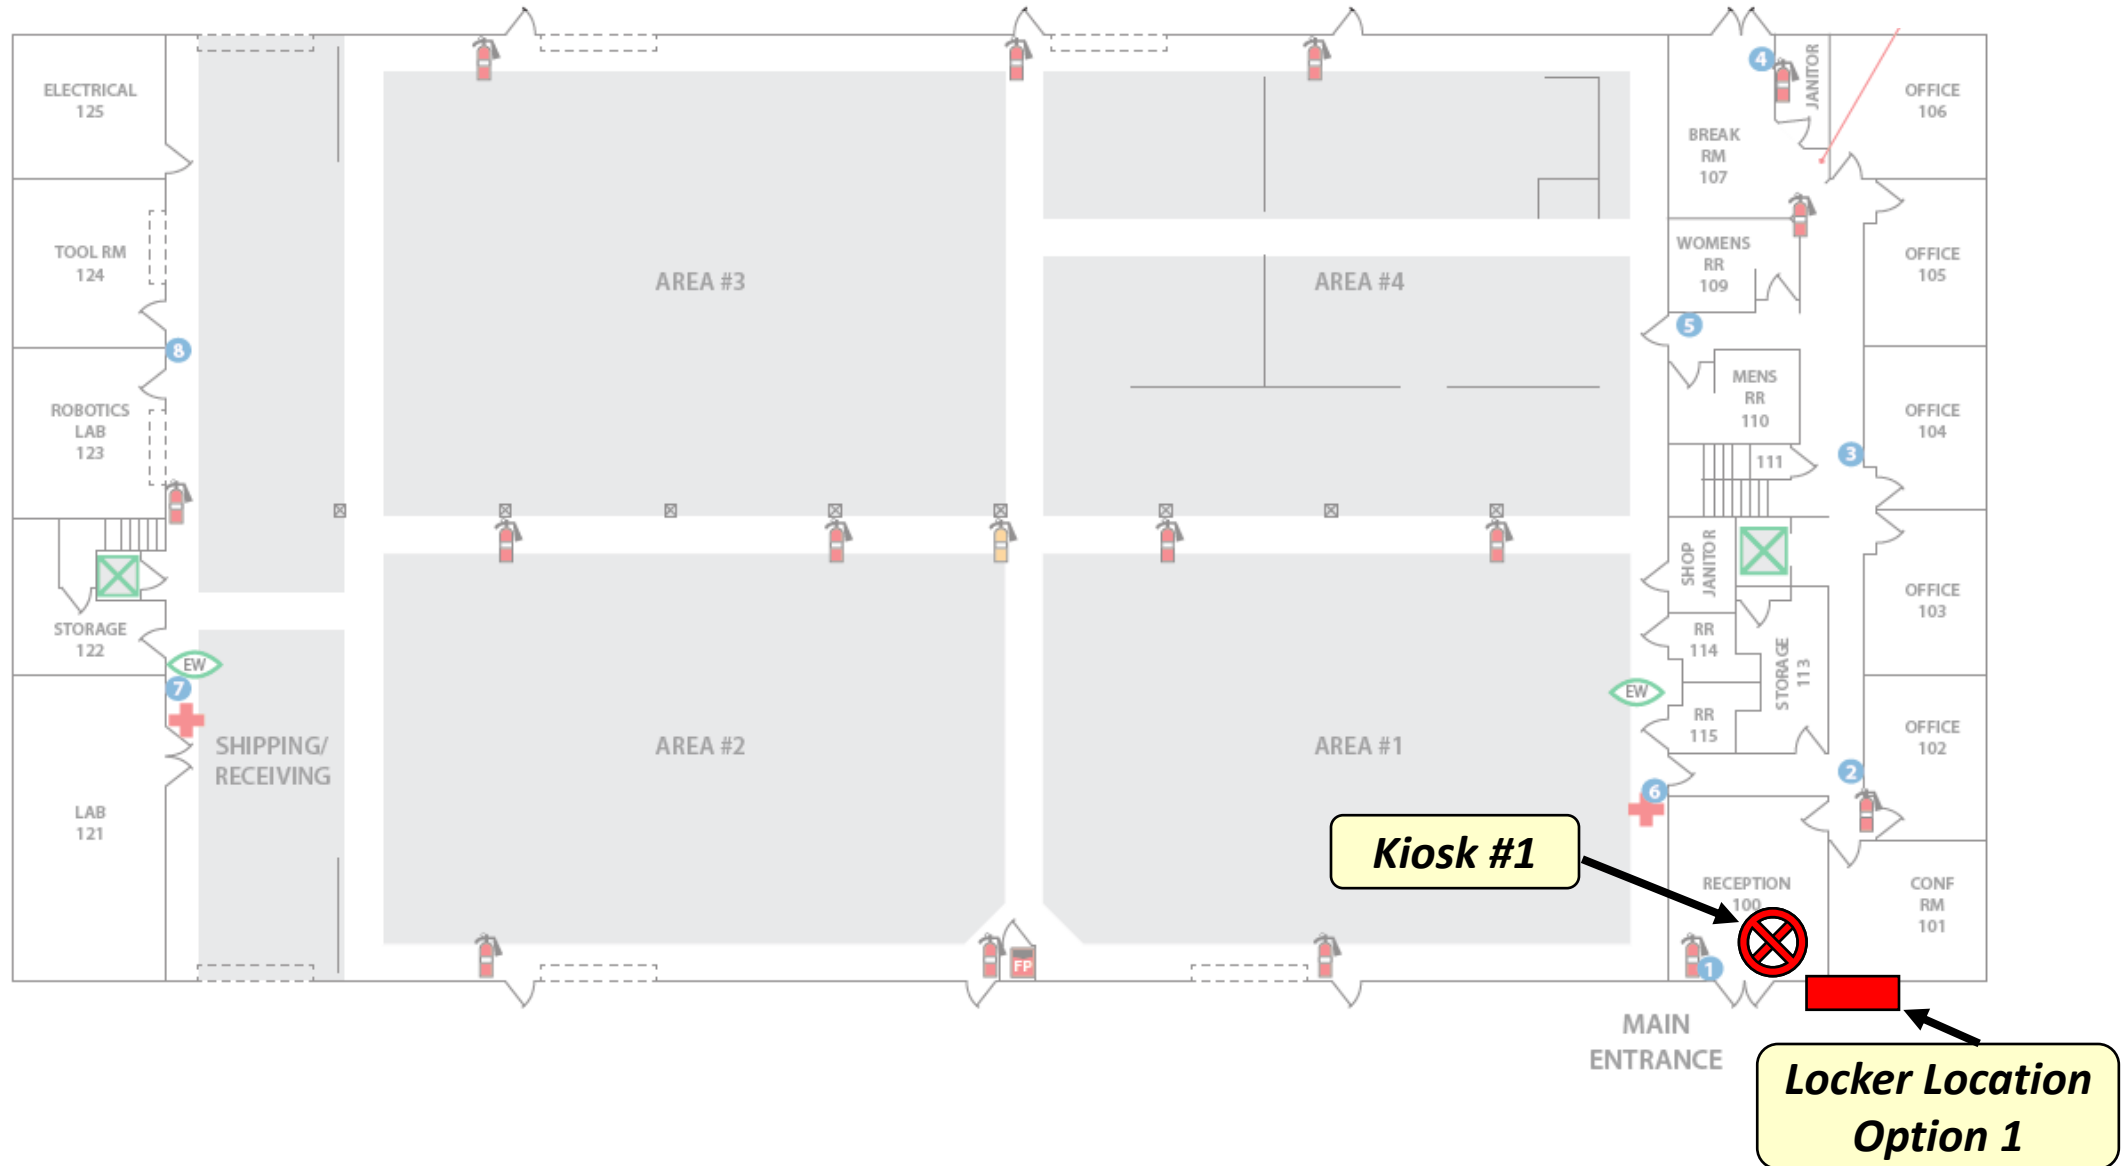 ELECTRICAL
125
TOOL RM
124
ROBOTICS
LAB
123
STORAGE
122
LAB
121
8
7
EW
SHIPPING/
RECEIVING
AREA #3
AREA #4
AREA #2
AREA #1
FP
4
JANITOR
BREAK
RM
107
WOMENS
RR
109
5
MENS
RR
110
111
3
SHOP
JANITOR
RR
114
STORAGE
113
EW
RR
115
2
6
OFFICE
106
OFFICE
105
OFFICE
104
OFFICE
103
OFFICE
102
CONF
RM
101
RECEPTION
100
1
Kiosk #1
MAIN
ENTRANCE
Locker Location
Option 1